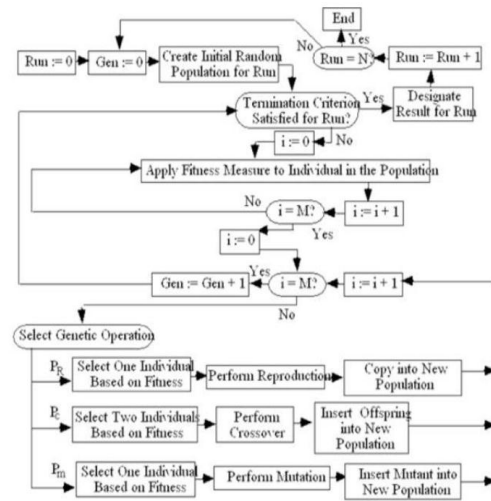 End
No
Yes
Run := 0
Gen := 0
Create Initial Random
Population for Run
Run = N?
Run := Run + 1
Termination Criterion
Satisfied for Run?
Yes
Designate
Result for Run
No
i := 0
Apply Fitness Measure to Individual in the Population
No
i = M?
i := i + 1
Yes
i := 0
Gen := Gen + 1
Yes
i = M?
i := i + 1
No
Select Genetic Operation
PR
Select One Individual
Based on Fitness
Perform Reproduction
Copy into New
Population
Pc
Select Two Individuals
Based on Fitness
Perform
Crossover
Insert Offspring
into New
Population
Pm
Select One Individual
Based on Fitness
Perform Mutation
Insert Mutant into
New Population